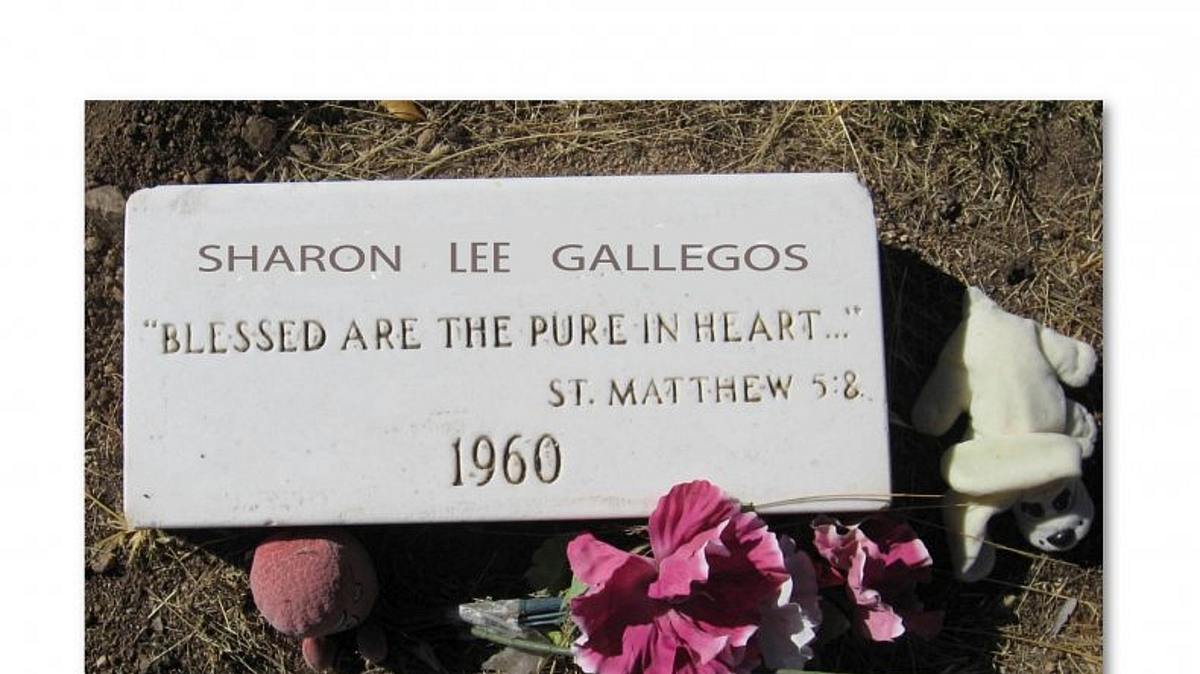 SHARON LEE GALLEGOS
"BLESSED ARE THE PURE IN HEART..."
ST. MATTHEW 5:8.
1960